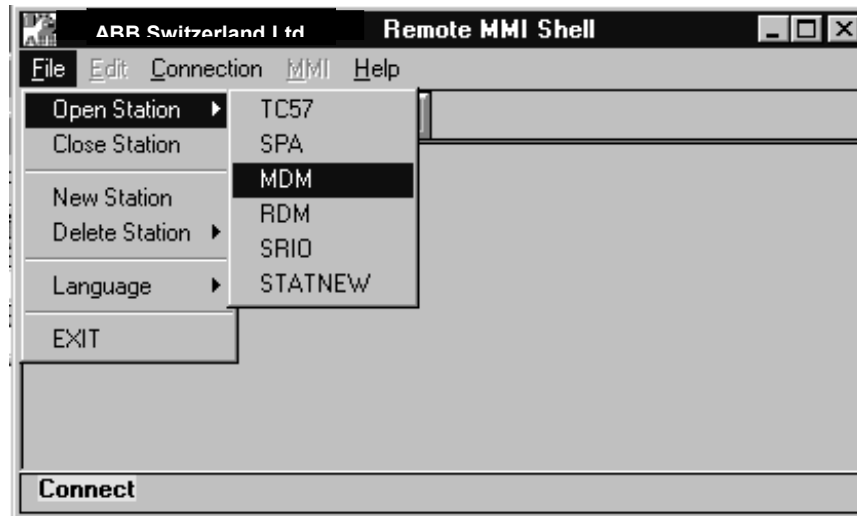 ABB Switzerland Ltd Remote MMI Shell
File Edit Connection MMI Help
Open Station
Close Station
New Station
Delete Station
Language
EXIT
TC57
SPA
MDM
RDM
SRIO
STATNEW
Connect